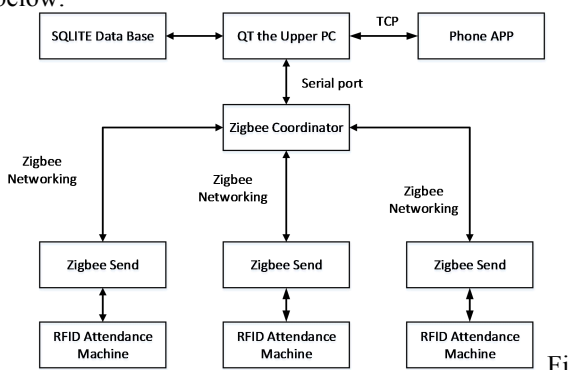 below:
SQLITE Data Base
QT the Upper PC
TCP
Phone APP
Serial port
Zigbee Coordinator
Zigbee
Networking
Zigbee
Networking
Zigbee
Networking
Zigbee Send
Zigbee Send
Zigbee Send
RFID Attendance
Machine
RFID Attendance
Machine
RFID Attendance
Machine